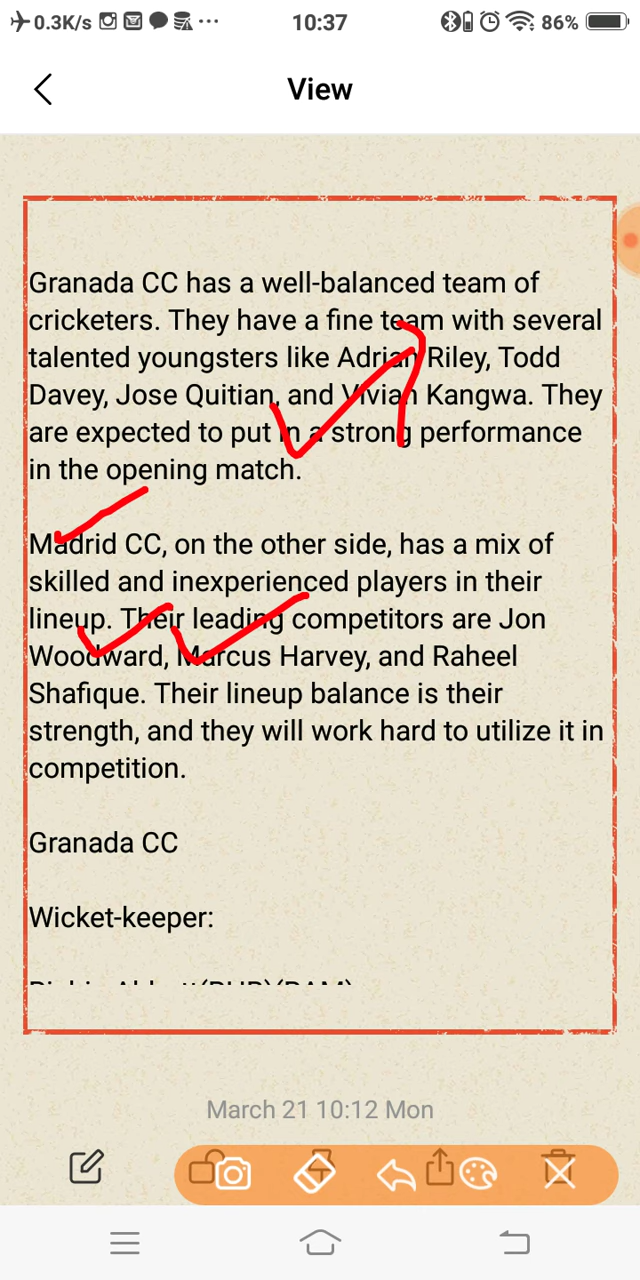 0.3K/s
10:37
86%
View
Granada CC has a well-balanced team of
cricketers. They have a fine team with several
talented youngsters like Adrian Riley, Todd
Davey, Jose Quitian, and Vivian Kangwa. They
are expected to put in a strong performance
in the opening match.
Madrid CC, on the other side, has a mix of
skilled and inexperienced players in their
lineup. Their leading competitors are Jon
Woodward, Marcus Harvey, and Raheel
Shafique. Their lineup balance is their
strength, and they will work hard to utilize it in
competition.
Granada CC
Wicket-keeper:
March 21 10:12 Mon